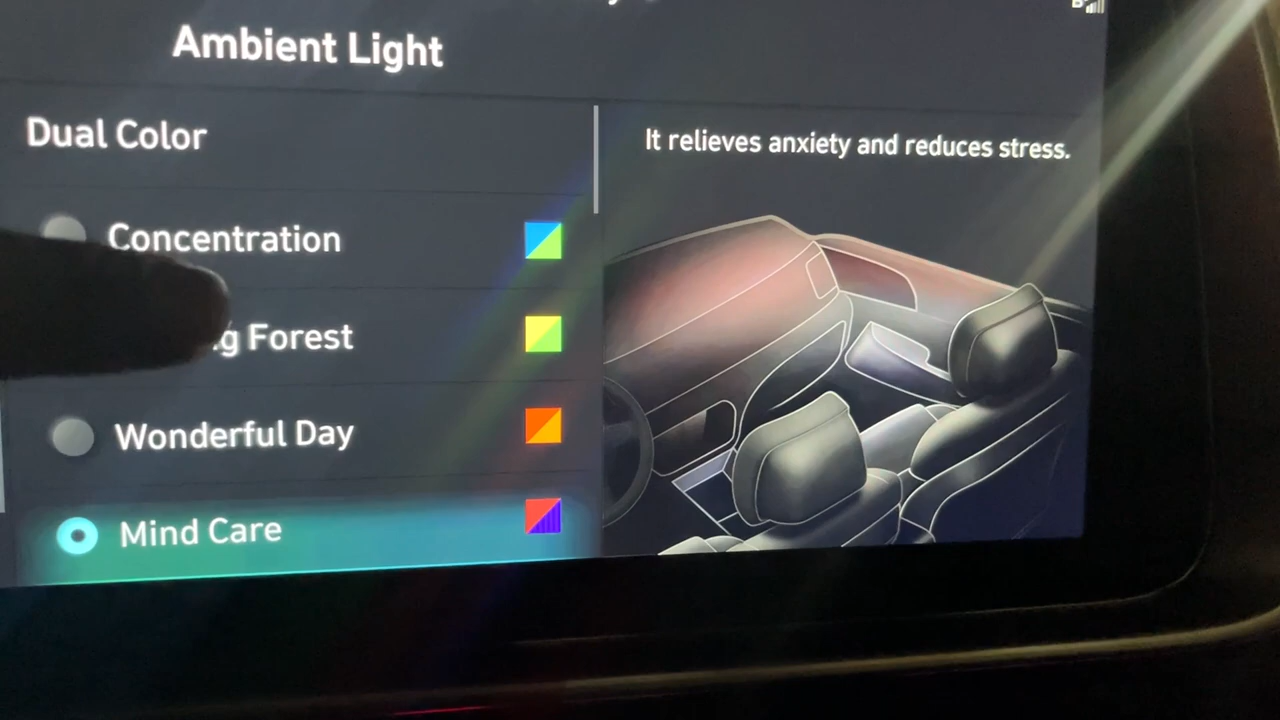 Ambient Light
Dual Color
It relieves anxiety and reduces stress.
Concentration
Forest
Wonderful Day
Mind Care